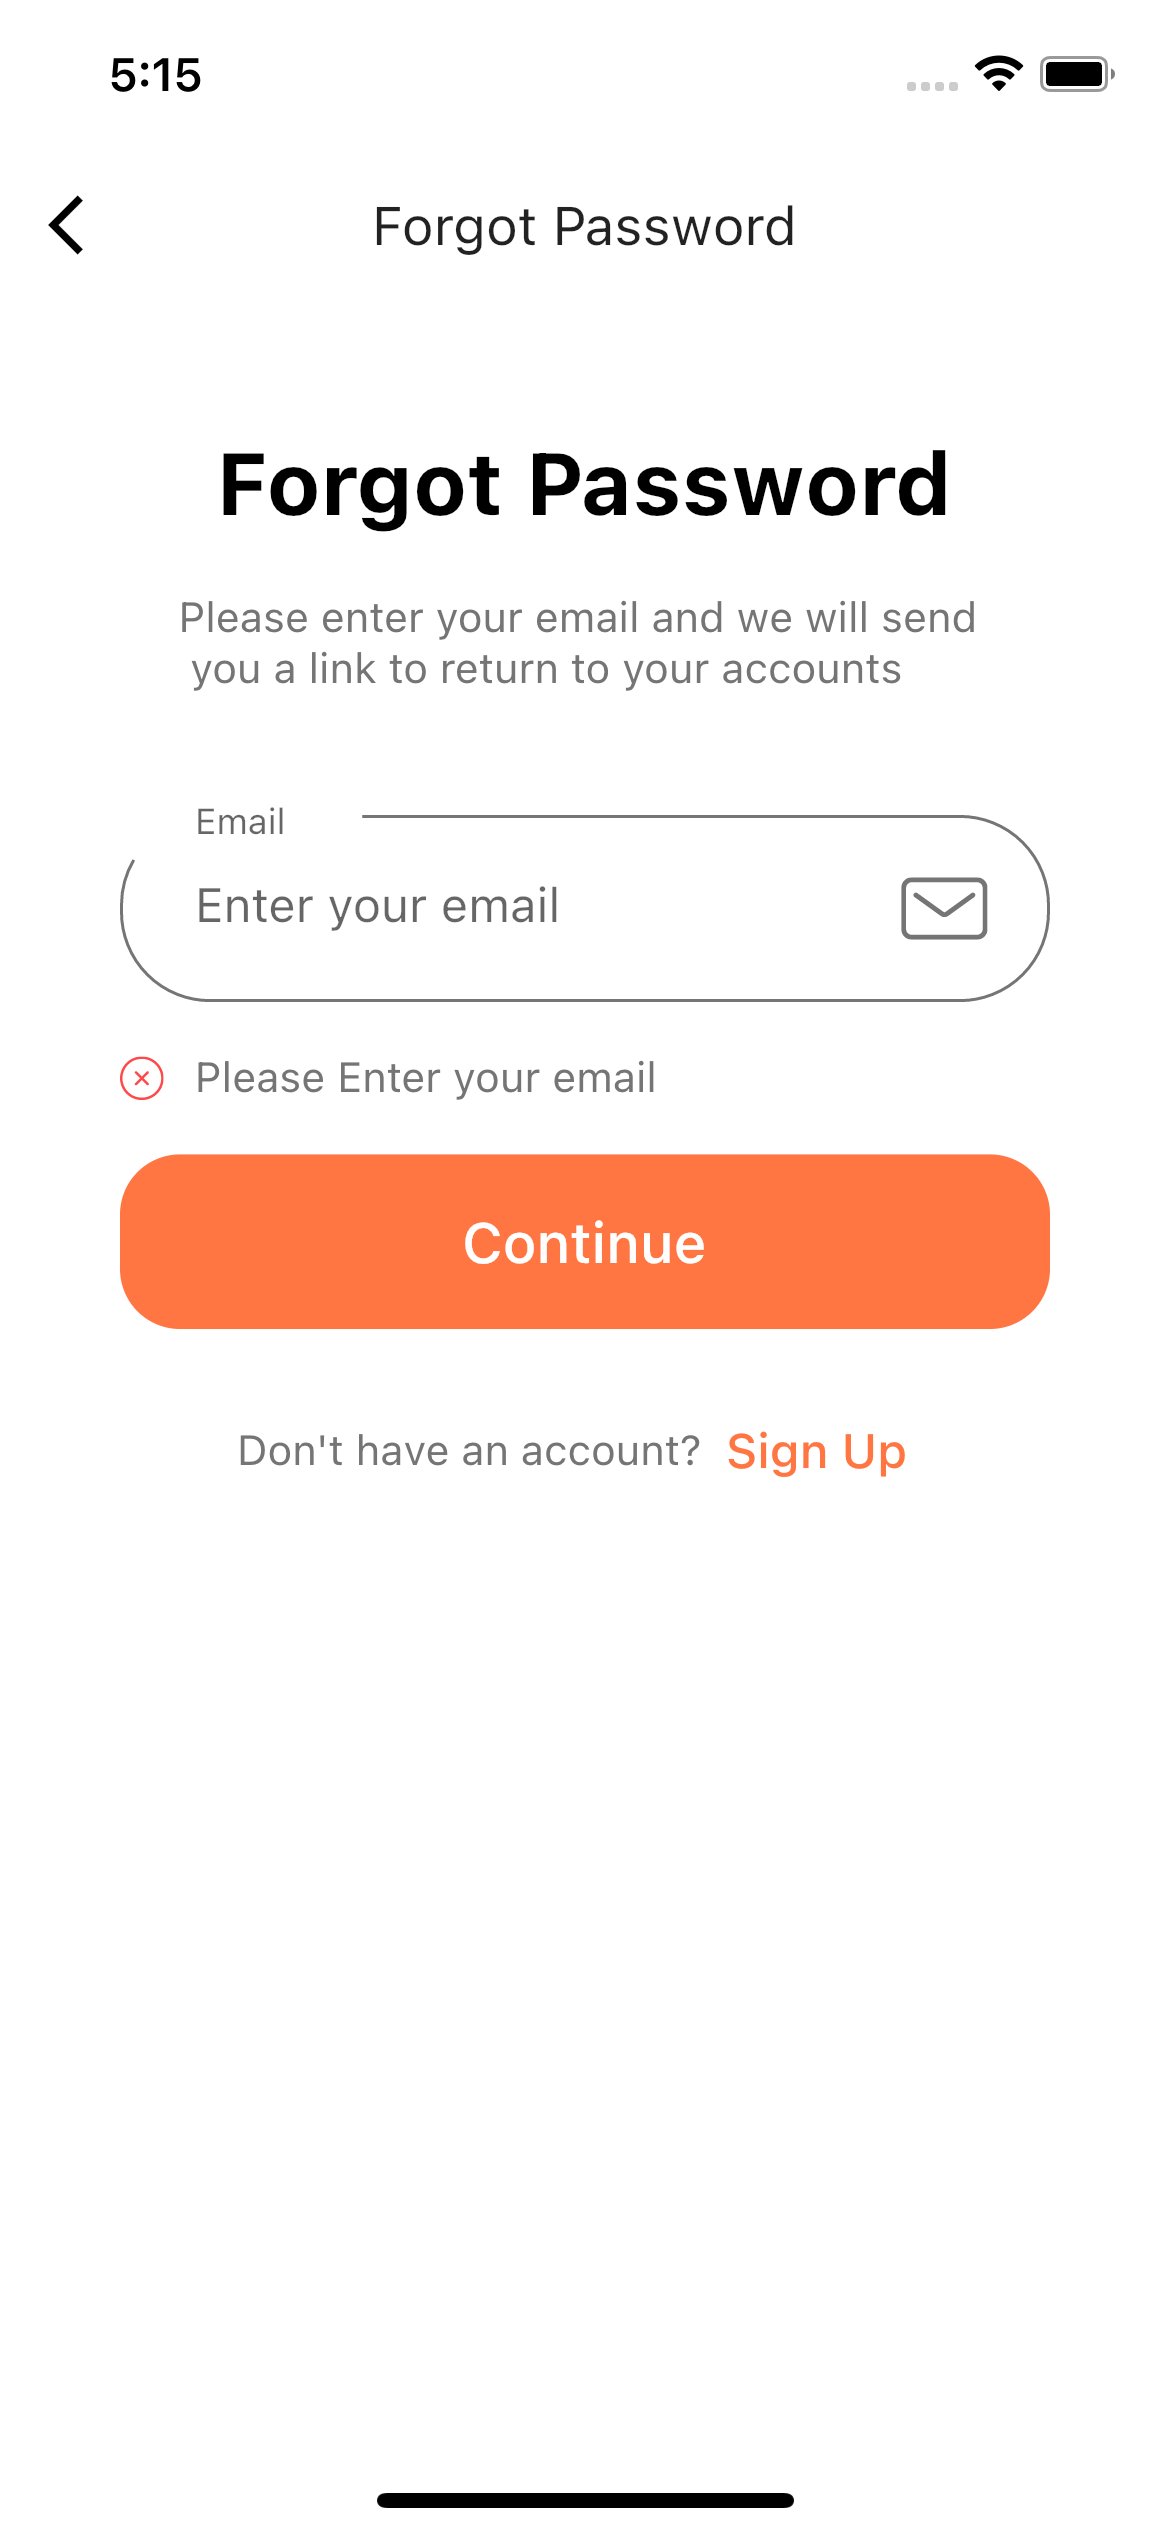 5:15
Forgot Password
Forgot Password
Please enter your email and we will send
you a link to return to your accounts
Email
Enter your email
Please Enter your email
Continue
Don't have an account? Sign Up